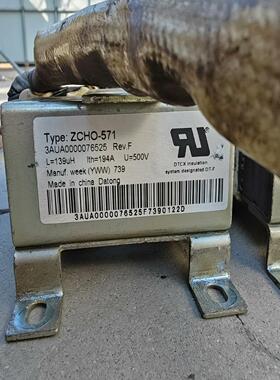 Type: ZCHO-571
3AUA0000076525 Rev.F
L=139uH Ith=194A U=500V
Manuf. week (YWW) 739
Made in china Datong
DTCX insulation
system designated DT-F
3AUA0000076525F7390122D